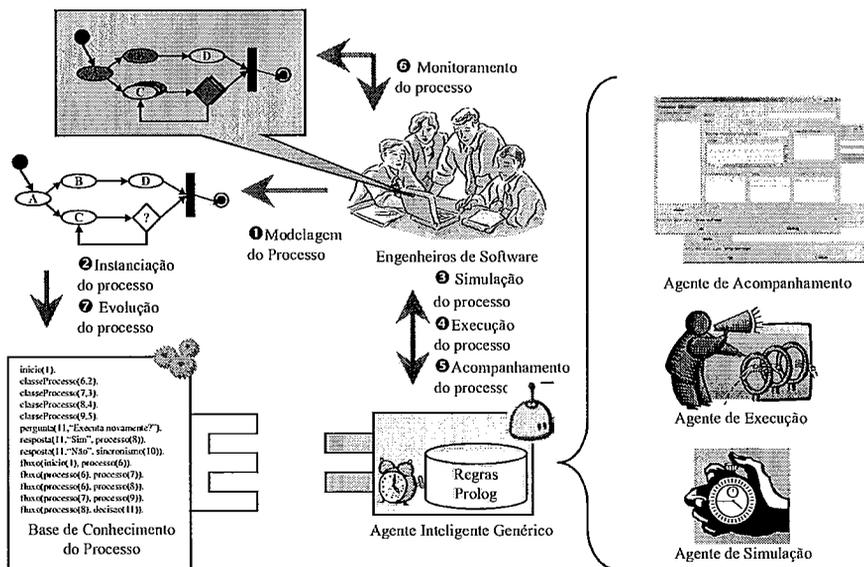 D
C
❻ Monitoramento
do processo
B
D
A
C
?
❶ Modelagem
do Processo
Engenheiros de Software
❷ Instanciação
do processo
❼ Evolução
do processo
❸ Simulação
do processo
❹ Execução
do processo
❺ Acompanhamento
do processo
inicio(1).
classeProcesso(6,2).
classeProcesso(7,3).
classeProcesso(8,4).
classeProcesso(9,5).
pergunta(11,"Executa novamente?").
resposta(11,"Sim", processo(8)).
resposta(11,"Não", sincronismo(10)).
fluxo(inicio(1), processo(6)).
fluxo(processo(6), processo(7)).
fluxo(processo(6), processo(8)).
fluxo(processo(7), processo(9)).
fluxo(processo(8), decisao(11)).
Base de Conhecimento
do Processo
Regras
Prolog
Agente Inteligente Genérico
Agente de Acompanhamento
Agente de Execução
Agente de Simulação